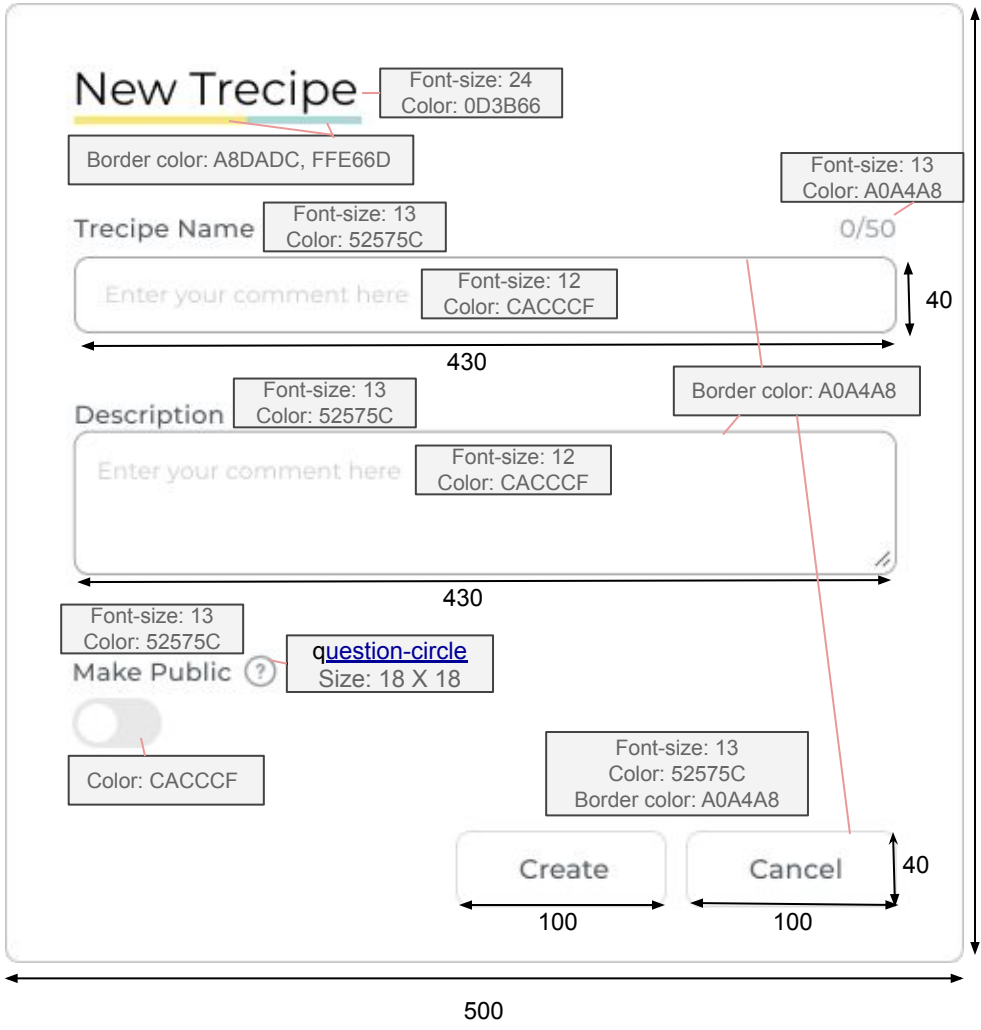 New Trecipe
Font-size: 24
Color: 0D3B66
Border color: A8DADC, FFE66D
Font-size: 13
Color: A0A4A8
Trecipe Name
Font-size: 13
Color: 52575C
0/50
Enter your comment here
Font-size: 12
Color: CACCCF
40
430
Border color: A0A4A8
Description
Font-size: 13
Color: 52575C
Enter your comment here
Font-size: 12
Color: CACCCF
430
Font-size: 13
Color: 52575C
Make Public ?
question-circle
Size: 18 X 18
Color: CACCCF
Font-size: 13
Color: 52575C
Border color: A0A4A8
Create
Cancel
40
100
100
500